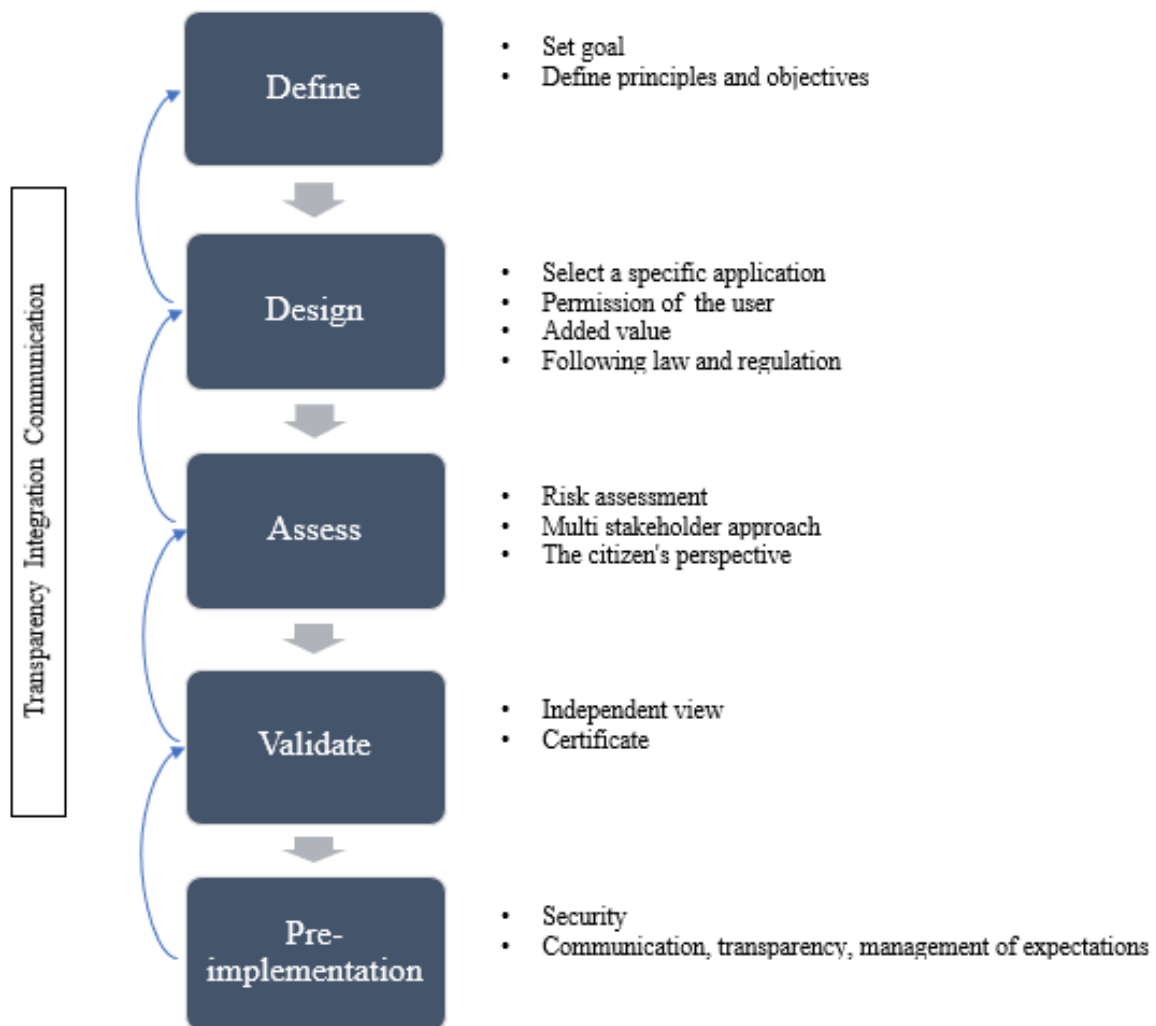 Transparency Integration Communication
Define
• Set goal
• Define principles and objectives
Design
• Select a specific application
• Permission of the user
• Added value
• Following law and regulation
Assess
• Risk assessment
• Multi stakeholder approach
• The citizen's perspective
Validate
• Independent view
• Certificate
Pre-
implementation
• Security
• Communication, transparency, management of expectations